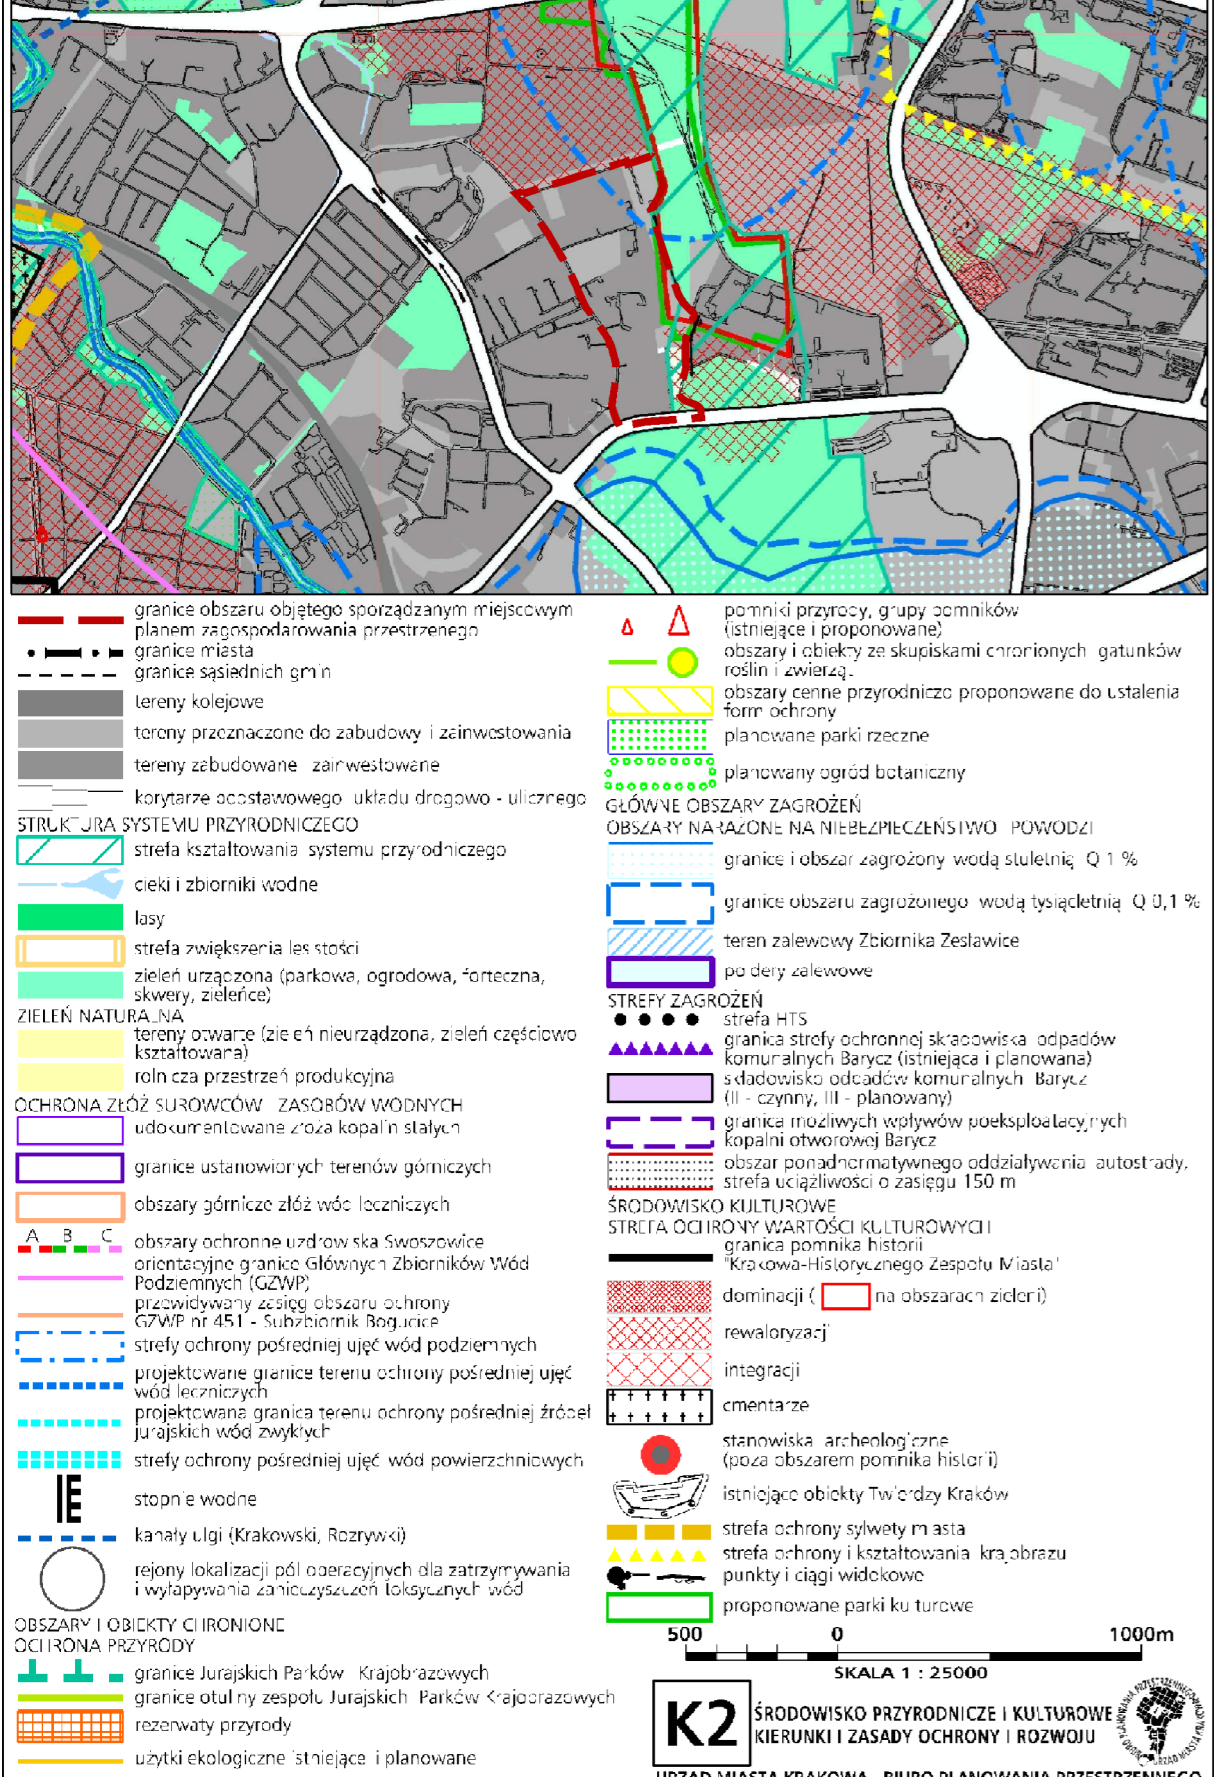 granice obszaru objętego sporządzanym miejscowym
planem zagospodarowania przestrzenego
granice miasta
granice sąsiednich gmin
tereny kolejowe
tereny przeznaczone do zabudowy i zainwestowania
tereny zabudowane zainwestowane
korytarze podstawowego układu drogowo - ulicznego
STRUKTURA SYSTEMU PRZYRODNICZEGO
strefa kształtowania systemu przyrodniczego
cieki i zbiorniki wodne
lasy
strefa zwiększenia lesistości
zieleń urządzona (parkowa, ogrodowa, forteczna,
skwery, zieleńce)
ZIELEŃ NATURALNA
tereny otwarte (zieleń nieurządzona, zieleń częściowo
kształtowana)
rolnicza przestrzeń produkcyjna
OCHRONA ZŁÓŻ SUROWCÓW ZASOBÓW WODNYCH
udokumentowane złoża kopalin stałych
granice ustanowionych terenów górniczych
obszary górnicze złóż wód leczniczych
A B C
obszary ochronne uzdrowiska Swoszowice
orientacyjne granice Głównych Zbiorników Wód
Podziemnych (GZWP)
przewidywany zasięg obszaru ochrony
GZWP nr 451 - Subzbiornik Bogucice
strefy ochrony pośredniej ujęć wód podziemnych
projektowane granice terenu ochrony pośredniej ujęć
wód leczniczych
projektowana granica terenu ochrony pośredniej źródeł
jurajskich wód zwykłych
strefy ochrony pośredniej ujęć wód powierzchniowych
stopnie wodne
kanały ulgi (Krakowski, Rozrywki)
rejony lokalizacji pól operacyjnych dla zatrzymywania
i wyłapywania zanieczyszczeń toksycznych wód
OBSZARY I OBIEKTY CHRONIONE
OCHRONA PRZYRODY
granice Jurajskich Parków Krajobrazowych
granice otuliny zespołu Jurajskich Parków Krajobrazowych
rezerwaty przyrody
użytki ekologiczne istniejące i planowane
pomniki przyrody, grupy pomników
(istniejące i proponowane)
obszary i obiekty ze skupiskami chronionych gatunków
roślin i zwierząt
obszary cenne przyrodniczo proponowane do ustalenia
form ochrony
planowane parki rzeczne
planowany ogród botaniczny
GŁÓWNE OBSZARY ZAGROŻEŃ
OBSZARY NARAŻONE NA NIEBEZPIECZEŃSTWO POWODZI
granice i obszar zagrożony wodą stuletnią Q 1 %
granice obszaru zagrożonego wodą tysiącletnią Q 0,1 %
teren zalewowy Zbiornika Zesławice
poldery zalewowe
STREFY ZAGROŻEŃ
strefa HTS
granica strefy ochronnej składowiska odpadów
komunalnych Barycz (istniejąca i planowana)
składowisko odpadów komunalnych Barycz
(II - czynny, III - planowany)
granica możliwych wpływów poeksploatacyjnych
kopalni otworowej Barycz
obszar ponadnormatywnego oddziaływania autostrady,
strefa uciążliwości o zasięgu 150 m
ŚRODOWISKO KULTUROWE
STREFA OCHRONY WARTOŚCI KULTUROWYCH
granica pomnika historii
"Krakowa-Historycznego Zespołu Miasta"
dominacji ( na obszarach zieleni)
rewaloryzacji
integracji
cmentarze
stanowiska archeologiczne
(poza obszarem pomnika historii)
istniejące obiekty Twierdzy Kraków
strefa ochrony sylwety miasta
strefa ochrony i kształtowania krajobrazu
punkty i ciągi widokowe
proponowane parki kulturowe
500 0 1000m
SKALA 1 : 25000
K2
ŚRODOWISKO PRZYRODNICZE I KULTUROWE
KIERUNKI I ZASADY OCHRONY I ROZWOJU
URZĄD MIASTA KRAKOWA - BIURO PLANOWANIA PRZESTRZENNEGO